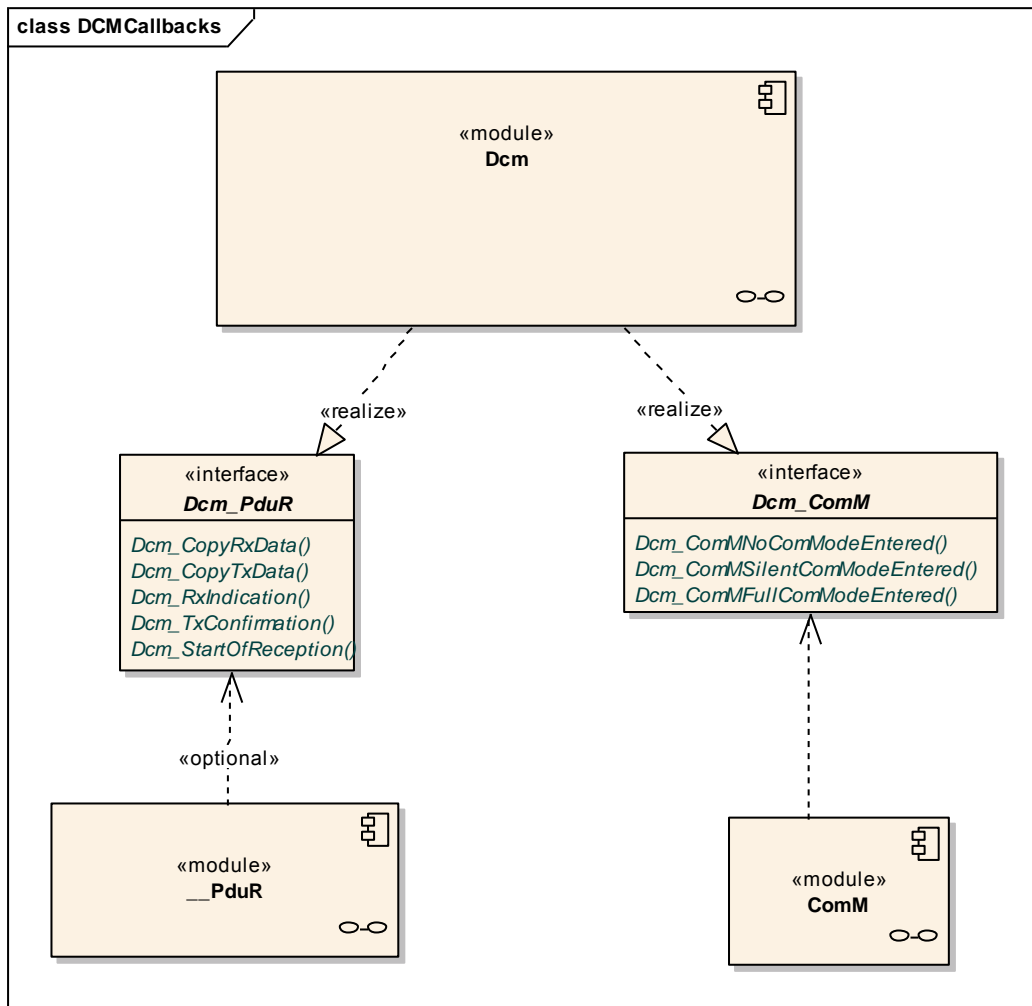 class DCMCallbacks
«module»
Dcm
«realize»
«realize»
«interface»
Dcm_PduR
Dcm_CopyRxData()
Dcm_CopyTxData()
Dcm_RxIndication()
Dcm_TxConfirmation()
Dcm_StartOfReception()
«interface»
Dcm_ComM
Dcm_ComMNoComModeEntered()
Dcm_ComMSilentComModeEntered()
Dcm_ComMFullComModeEntered()
«optional»
«module»
__PduR
«module»
ComM